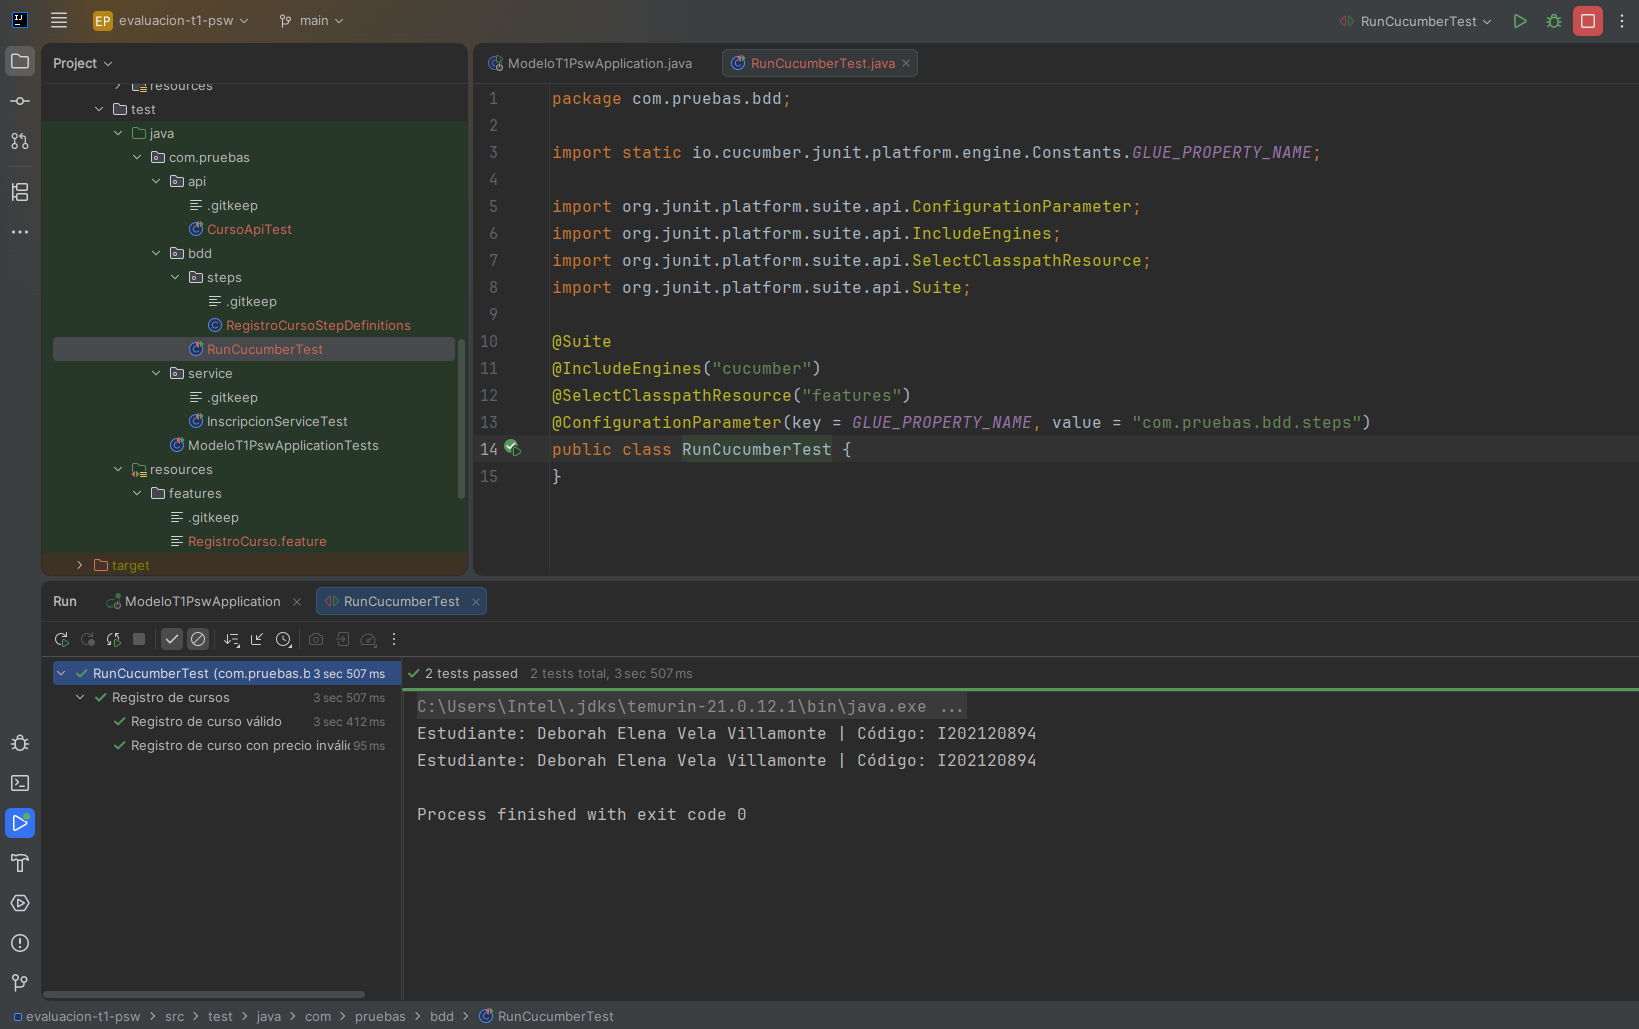 EP evaluacion-t1-psw main RunCucumberTest
Project
ModeloT1PswApplication.java RunCucumberTest.java
resources
test
java
com.pruebas
api
.gitkeep
CursoApiTest
bdd
steps
.gitkeep
RegistroCursoStepDefinitions
RunCucumberTest
service
.gitkeep
InscripcionServiceTest
ModeloT1PswApplicationTests
resources
features
.gitkeep
RegistroCurso.feature
target
1 package com.pruebas.bdd;
2
3 import static io.cucumber.junit.platform.engine.Constants.GLUE_PROPERTY_NAME;
4
5 import org.junit.platform.suite.api.ConfigurationParameter;
6 import org.junit.platform.suite.api.IncludeEngines;
7 import org.junit.platform.suite.api.SelectClasspathResource;
8 import org.junit.platform.suite.api.Suite;
9
10 @Suite
11 @IncludeEngines("cucumber")
12 @SelectClasspathResource("features")
13 @ConfigurationParameter(key = GLUE_PROPERTY_NAME, value = "com.pruebas.bdd.steps")
14 public class RunCucumberTest {
15 }
Run ModeloT1PswApplication RunCucumberTest
RunCucumberTest (com.pruebas.b 3 sec 507 ms
Registro de cursos 3 sec 507 ms
Registro de curso válido 3 sec 412 ms
Registro de curso con precio inváli 95 ms
2 tests passed 2 tests total, 3 sec 507 ms
C:\Users\Intel\.jdks\temurin-21.0.12.1\bin\java.exe ...
Estudiante: Deborah Elena Vela Villamonte | Código: I202120894
Estudiante: Deborah Elena Vela Villamonte | Código: I202120894
Process finished with exit code 0
evaluacion-t1-psw > src > test > java > com > pruebas > bdd > RunCucumberTest